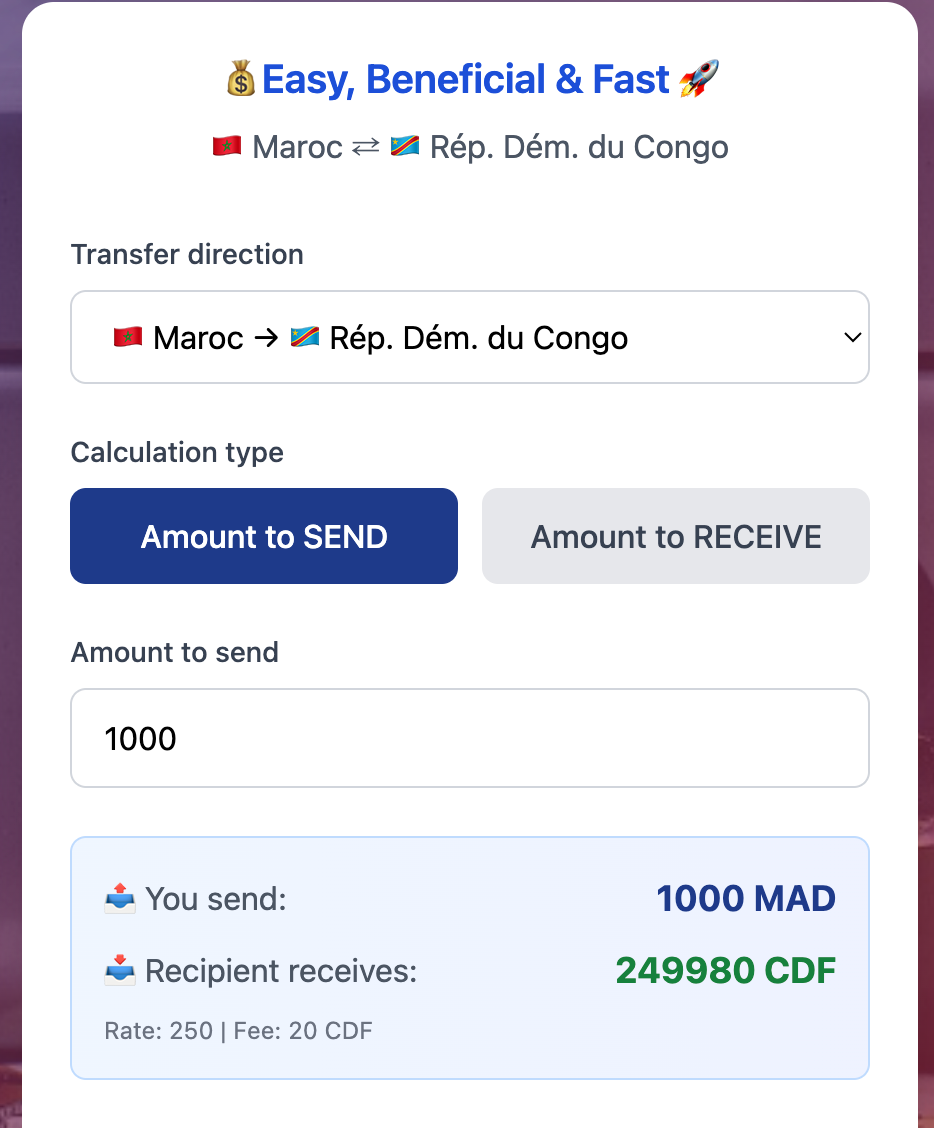 💰Easy, Beneficial & Fast 🚀
🇲🇦 Maroc ⇄ 🇨🇩 Rép. Dém. du Congo
Transfer direction
🇲🇦 Maroc → 🇨🇩 Rép. Dém. du Congo
Calculation type
Amount to SEND
Amount to RECEIVE
Amount to send
1000
📤 You send: 1000 MAD
📥 Recipient receives: 249980 CDF
Rate: 250 | Fee: 20 CDF